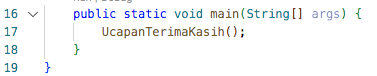 16 public static void main(String[] args) {
17 UcapanTerimaKasih();
18 }
19 }